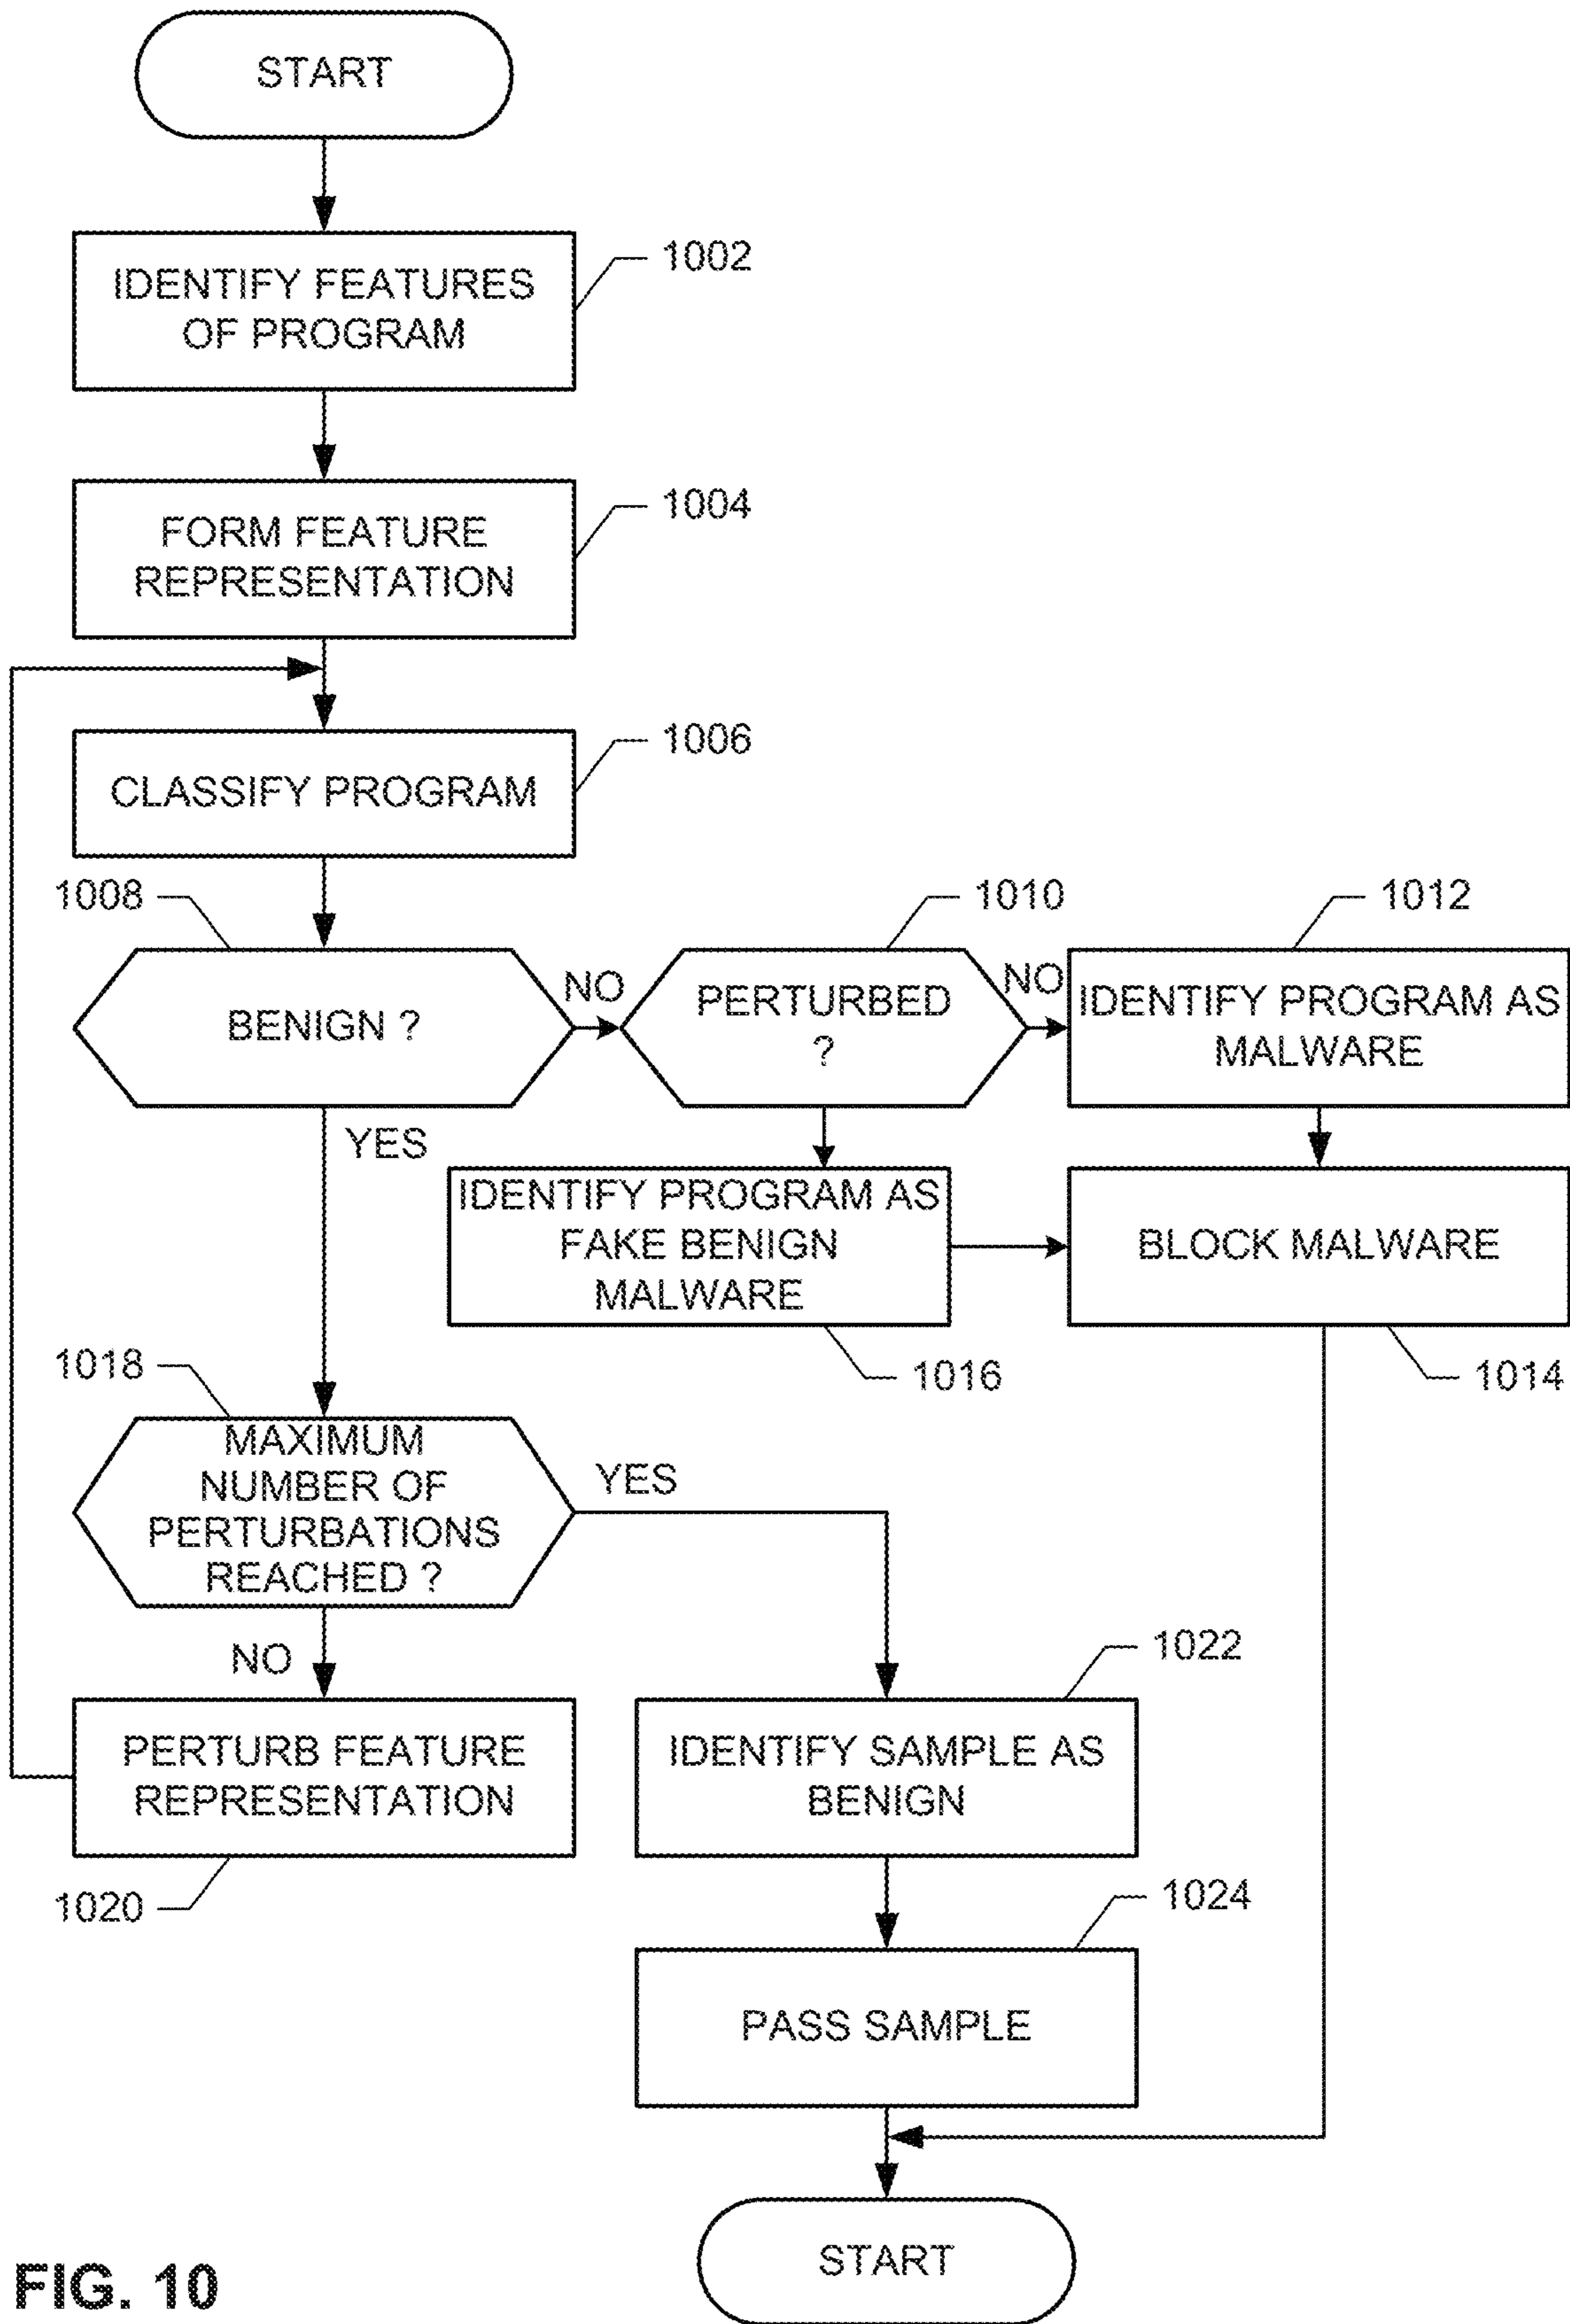 START
IDENTIFY FEATURES
OF PROGRAM
1002
FORM FEATURE
REPRESENTATION
1004
CLASSIFY PROGRAM
1006
1008
BENIGN ?
NO
YES
1010
PERTURBED
?
NO
1012
IDENTIFY PROGRAM AS
MALWARE
IDENTIFY PROGRAM AS
FAKE BENIGN
MALWARE
1016
BLOCK MALWARE
1014
1018
MAXIMUM
NUMBER OF
PERTURBATIONS
REACHED ?
YES
NO
PERTURB FEATURE
REPRESENTATION
1020
1022
IDENTIFY SAMPLE AS
BENIGN
1024
PASS SAMPLE
START
FIG. 10